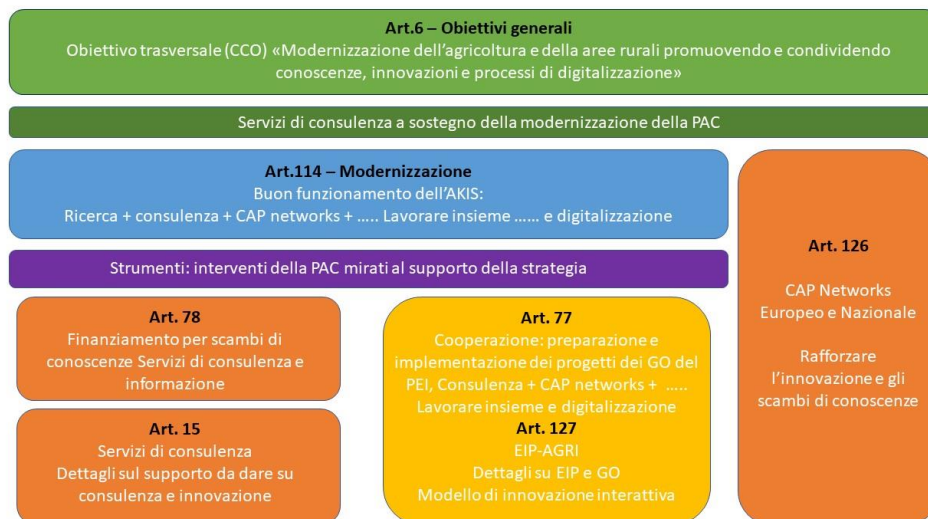 Art.6 – Obiettivi generali
Obiettivo trasversale (CCO) «Modernizzazione dell’agricoltura e della aree rurali promuovendo e condividendo
conoscenze, innovazioni e processi di digitalizzazione»
Servizi di consulenza a sostegno della modernizzazione della PAC
Art.114 – Modernizzazione
Buon funzionamento dell’AKIS:
Ricerca + consulenza + CAP networks + ..... Lavorare insieme ...... e digitalizzazione
Strumenti: interventi della PAC mirati al supporto della strategia
Art. 78
Finanziamento per scambi di
conoscenze Servizi di consulenza e
informazione
Art. 15
Servizi di consulenza
Dettagli sul supporto da dare su
consulenza e innovazione
Art. 77
Cooperazione: preparazione e
implementazione dei progetti dei GO del
PEI, Consulenza + CAP networks + .....
Lavorare insieme e digitalizzazione
Art. 127
EIP-AGRI
Dettagli su EIP e GO
Modello di innovazione interattiva
Art. 126
CAP Networks
Europeo e Nazionale
Rafforzare
l’innovazione e gli
scambi di conoscenze